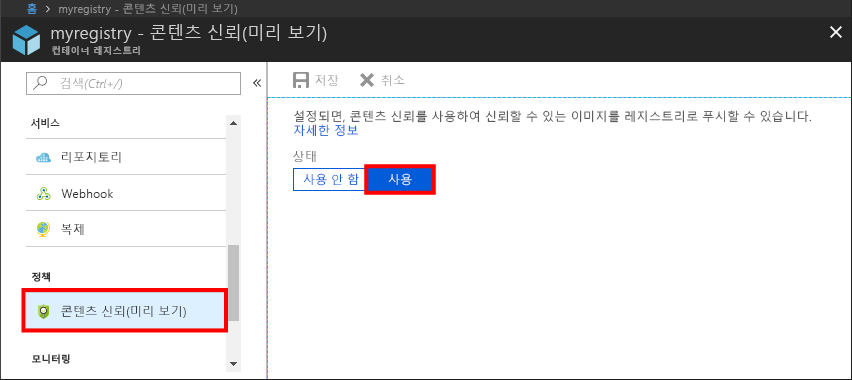 홈 > myregistry - 콘텐츠 신뢰(미리 보기)
myregistry - 콘텐츠 신뢰(미리 보기)
컨테이너 레지스트리
검색(Ctrl+/)
서비스
리포지토리
Webhook
복제
정책
콘텐츠 신뢰(미리 보기)
모니터링
저장 취소
설정되면, 콘텐츠 신뢰를 사용하여 신뢰할 수 있는 이미지를 레지스트리로 푸시할 수 있습니다.
자세한 정보
상태
사용 안 함 사용